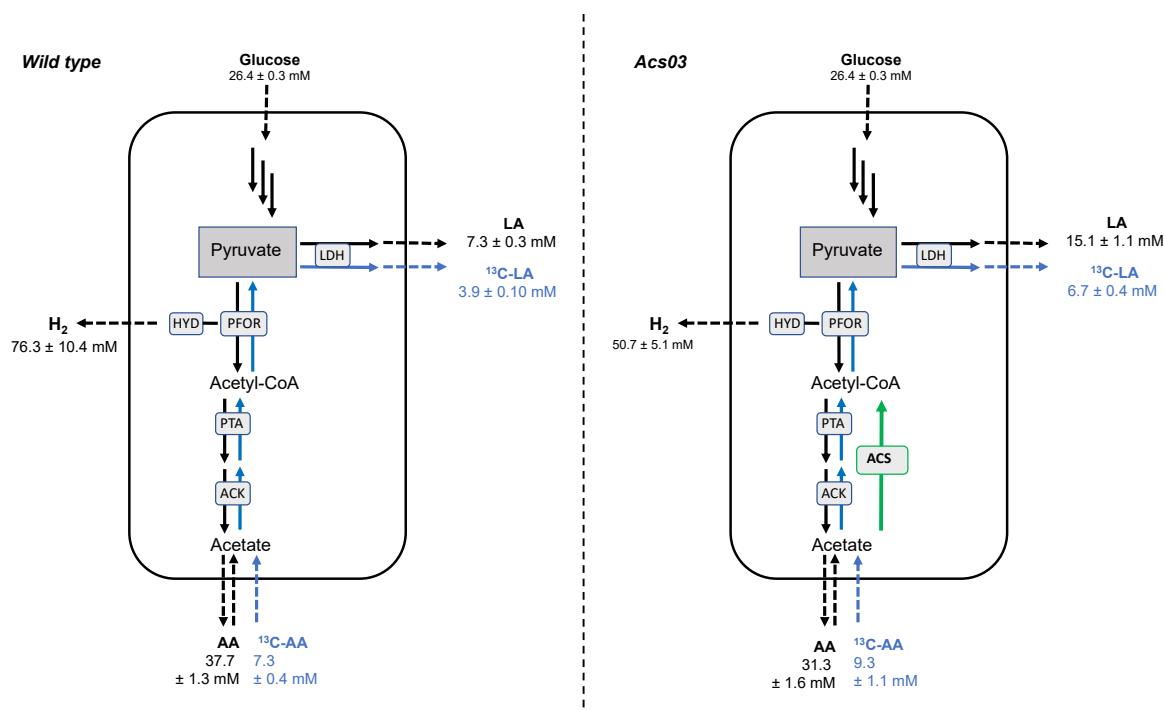 Wild type
Glucose
26.4 ± 0.3 mM
Pyruvate
LDH
LA
7.3 ± 0.3 mM
¹³C-LA
3.9 ± 0.10 mM
H₂
76.3 ± 10.4 mM
HYD
PFOR
Acetyl-CoA
PTA
ACK
Acetate
AA
37.7
± 1.3 mM
¹³C-AA
7.3
± 0.4 mM
Acs03
Glucose
26.4 ± 0.3 mM
Pyruvate
LDH
LA
15.1 ± 1.1 mM
¹³C-LA
6.7 ± 0.4 mM
H₂
50.7 ± 5.1 mM
HYD
PFOR
Acetyl-CoA
PTA
ACS
ACK
Acetate
AA
31.3
± 1.6 mM
¹³C-AA
9.3
± 1.1 mM